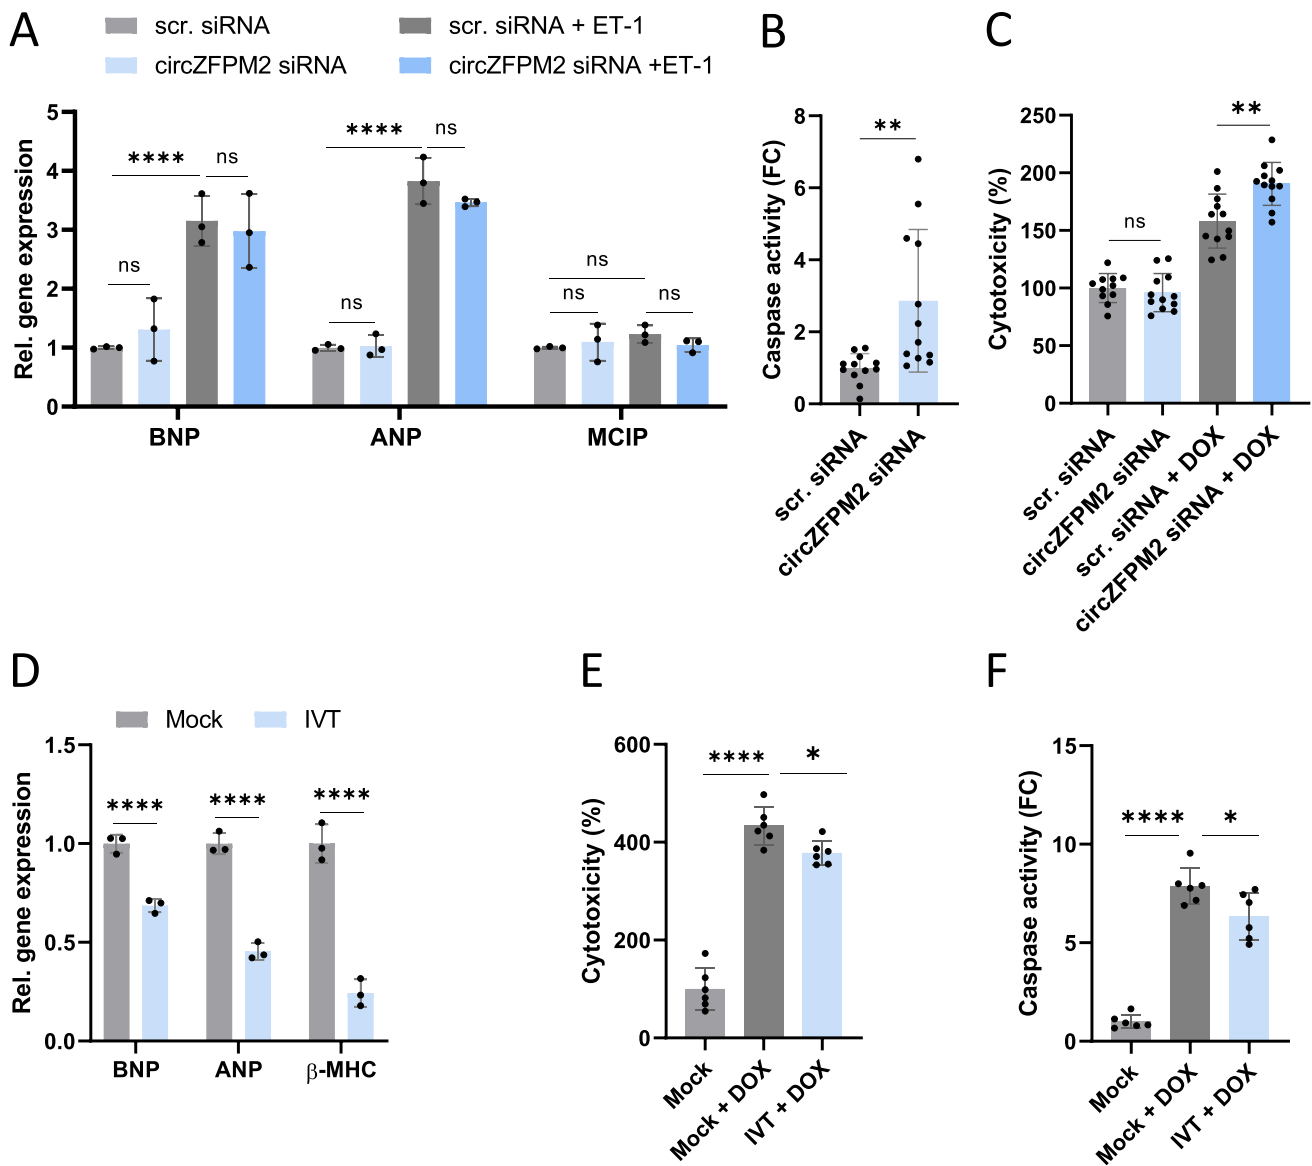 A
scr. siRNA
scr. siRNA + ET-1
circZFPM2 siRNA
circZFPM2 siRNA +ET-1
Rel. gene expression
5
4
3
2
1
0
ns
****
ns
ns
****
ns
ns
ns
ns
BNP
ANP
MCIP
B
Caspase activity (FC)
8
6
4
2
0
**
scr. siRNA
circZFPM2 siRNA
C
Cytotoxicity (%)
250
200
150
100
50
0
ns
**
scr. siRNA
circZFPM2 siRNA
scr. siRNA + DOX
circZFPM2 siRNA + DOX
D
Mock
IVT
Rel. gene expression
1.5
1.0
0.5
0.0
****
****
****
BNP
ANP
β-MHC
E
Cytotoxicity (%)
600
400
200
0
****
*
Mock
Mock + DOX
IVT + DOX
F
Caspase activity (FC)
15
10
5
0
****
*
Mock
Mock + DOX
IVT + DOX